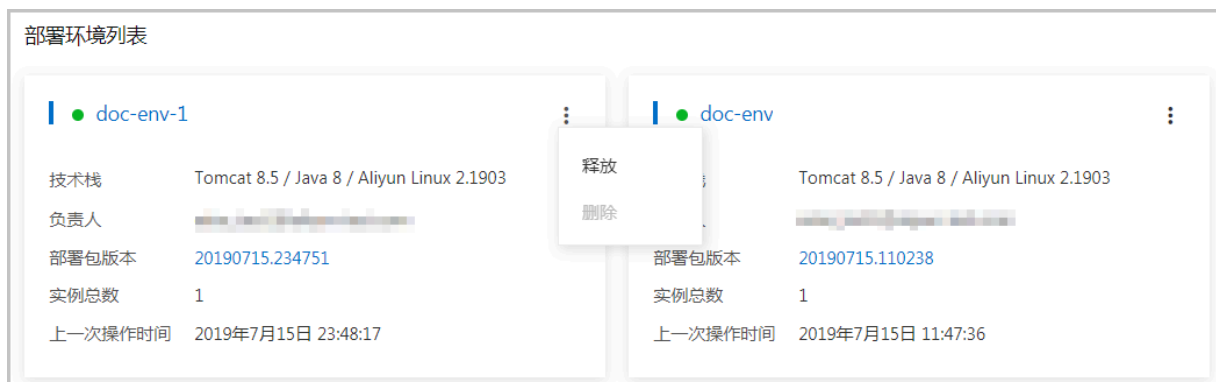 部署环境列表
doc-env-1
技术栈 Tomcat 8.5 / Java 8 / Aliyun Linux 2.1903
负责人
部署包版本 20190715.234751
实例总数 1
上一次操作时间 2019年7月15日 23:48:17
释放
删除
doc-env
Tomcat 8.5 / Java 8 / Aliyun Linux 2.1903
部署包版本 20190715.110238
实例总数 1
上一次操作时间 2019年7月15日 11:47:36